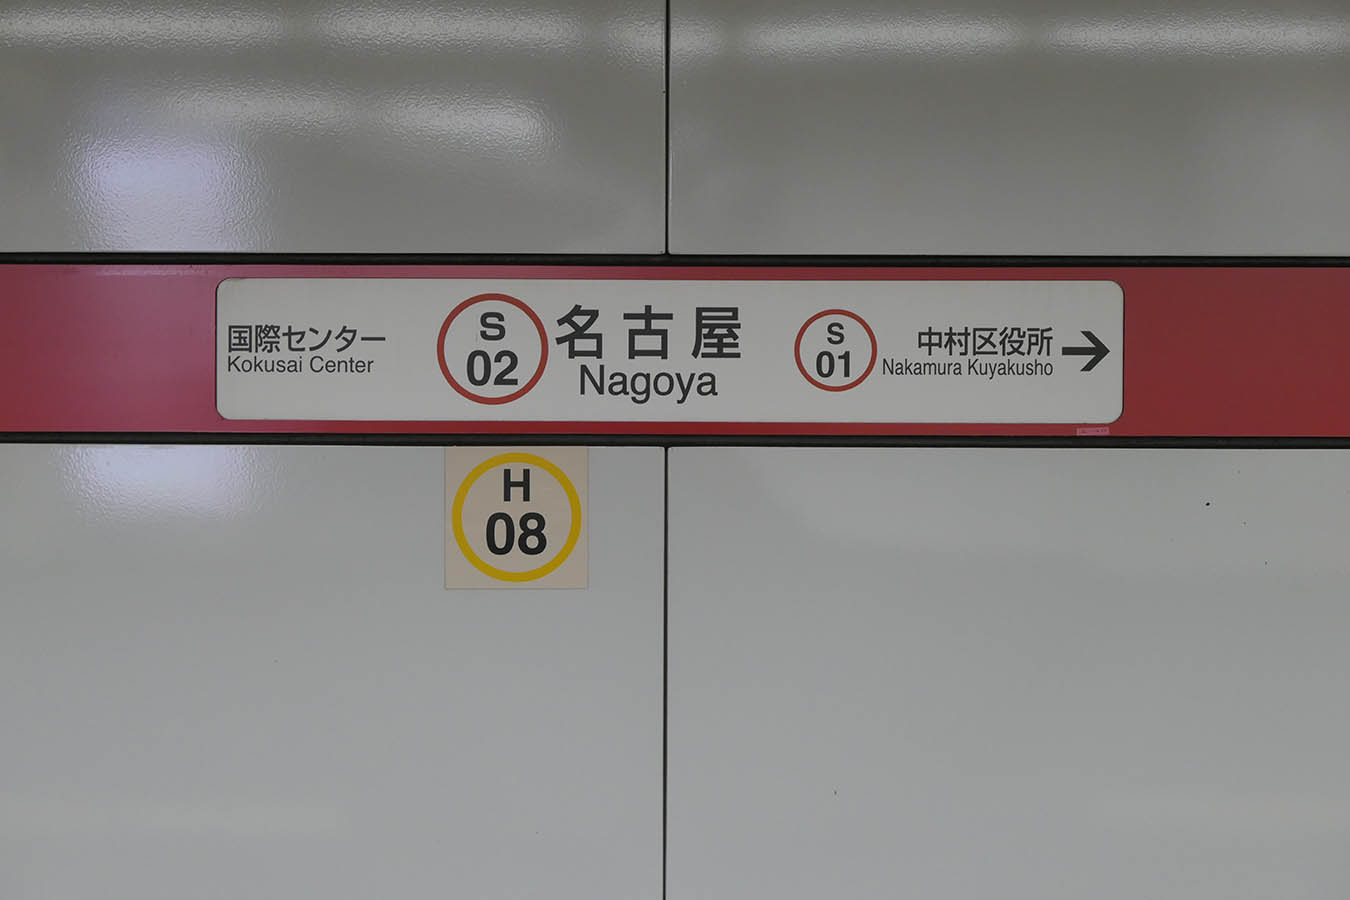 国際センター
Kokusai Center
S
02
名古屋
Nagoya
S
01
中村区役所
Nakamura Kuyakusho
H
08